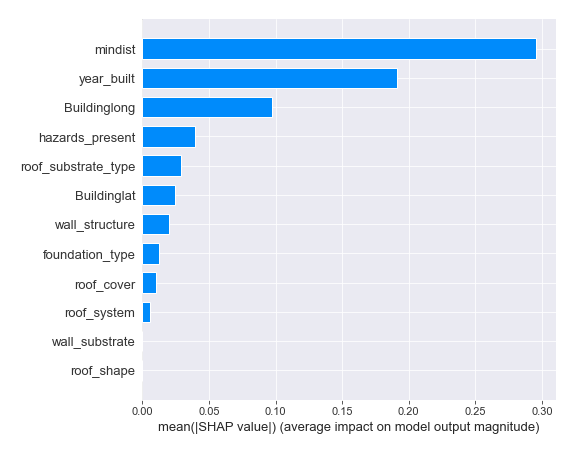 mindist
year_built
Buildinglong
hazards_present
roof_substrate_type
Buildinglat
wall_structure
foundation_type
roof_cover
roof_system
wall_substrate
roof_shape
0.00 0.05 0.10 0.15 0.20 0.25 0.30
mean(|SHAP value|) (average impact on model output magnitude)